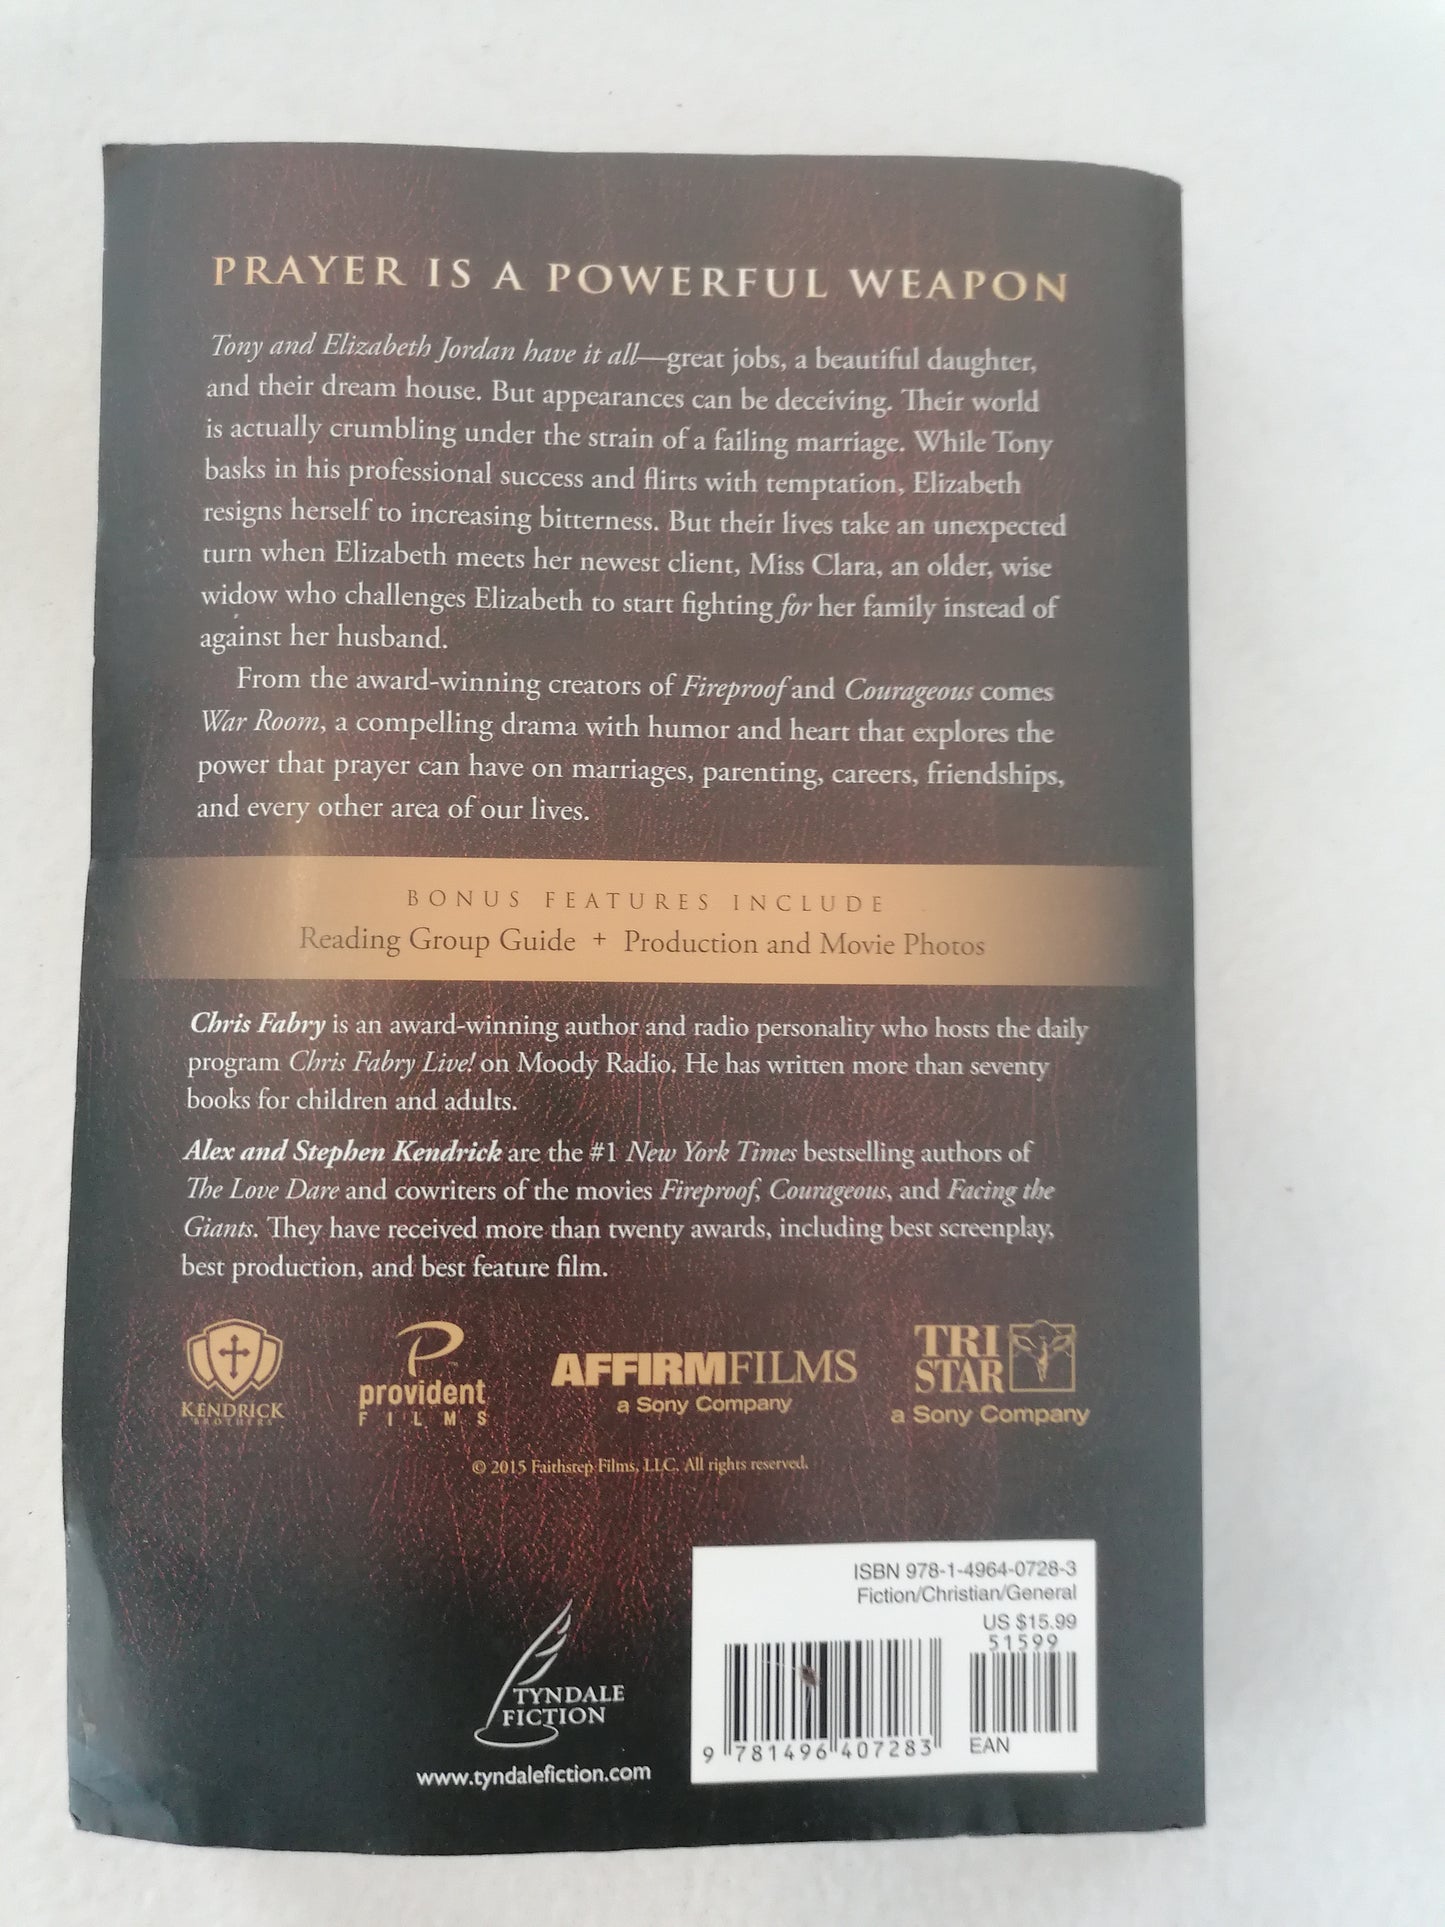 PRAYER IS A POWERFUL WEAPON
Tony and Elizabeth Jordan have it all—great jobs, a beautiful daughter,
and their dream house. But appearances can be deceiving. Their world
is actually crumbling under the strain of a failing marriage. While Tony
basks in his professional success and flirts with temptation, Elizabeth
resigns herself to increasing bitterness. But their lives take an unexpected
turn when Elizabeth meets her newest client, Miss Clara, an older, wise
widow who challenges Elizabeth to start fighting for her family instead of
against her husband.
From the award-winning creators of Fireproof and Courageous comes
War Room, a compelling drama with humor and heart that explores the
power that prayer can have on marriages, parenting, careers, friendships,
and every other area of our lives.
BONUS FEATURES INCLUDE
Reading Group Guide + Production and Movie Photos
Chris Fabry is an award-winning author and radio personality who hosts the daily
program Chris Fabry Live! on Moody Radio. He has written more than seventy
books for children and adults.
Alex and Stephen Kendrick are the #1 New York Times bestselling authors of
The Love Dare and cowriters of the movies Fireproof, Courageous, and Facing the
Giants. They have received more than twenty awards, including best screenplay,
best production, and best feature film.
KENDRICK
BROTHERS
P
provident
FILMS
AFFIRMFILMS
a Sony Company
TRI
STAR
a Sony Company
© 2015 Faithstep Films, LLC. All rights reserved.
TYNDALE
FICTION
www.tyndalefiction.com
ISBN 978-1-4964-0728-3
Fiction/Christian/General
US $15.99
51599
9 781496 407283
EAN